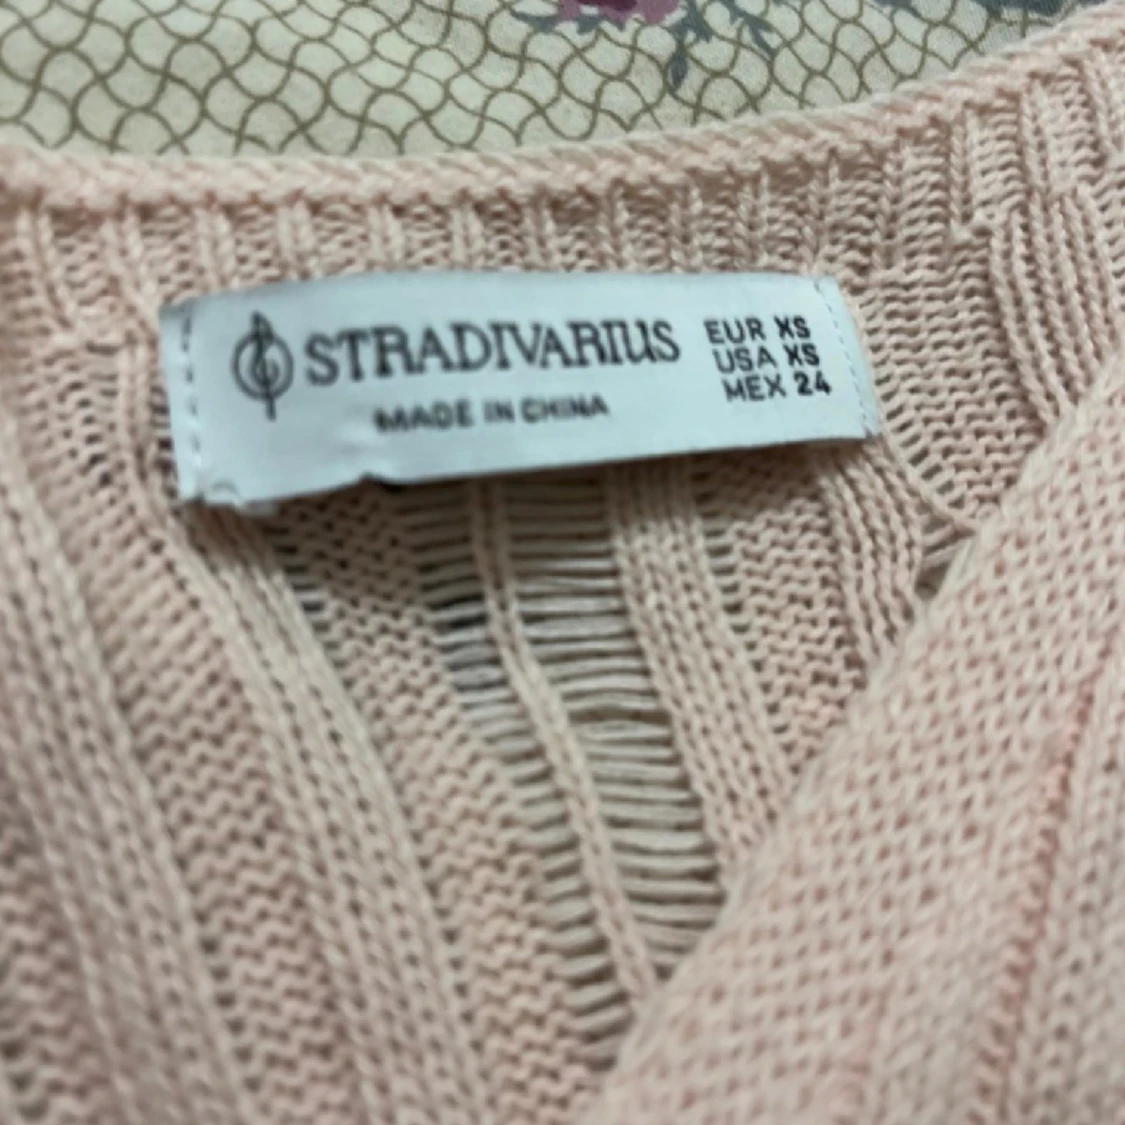 STRADIVARIUS
MADE IN CHINA
EUR XS
USA XS
MEX 24